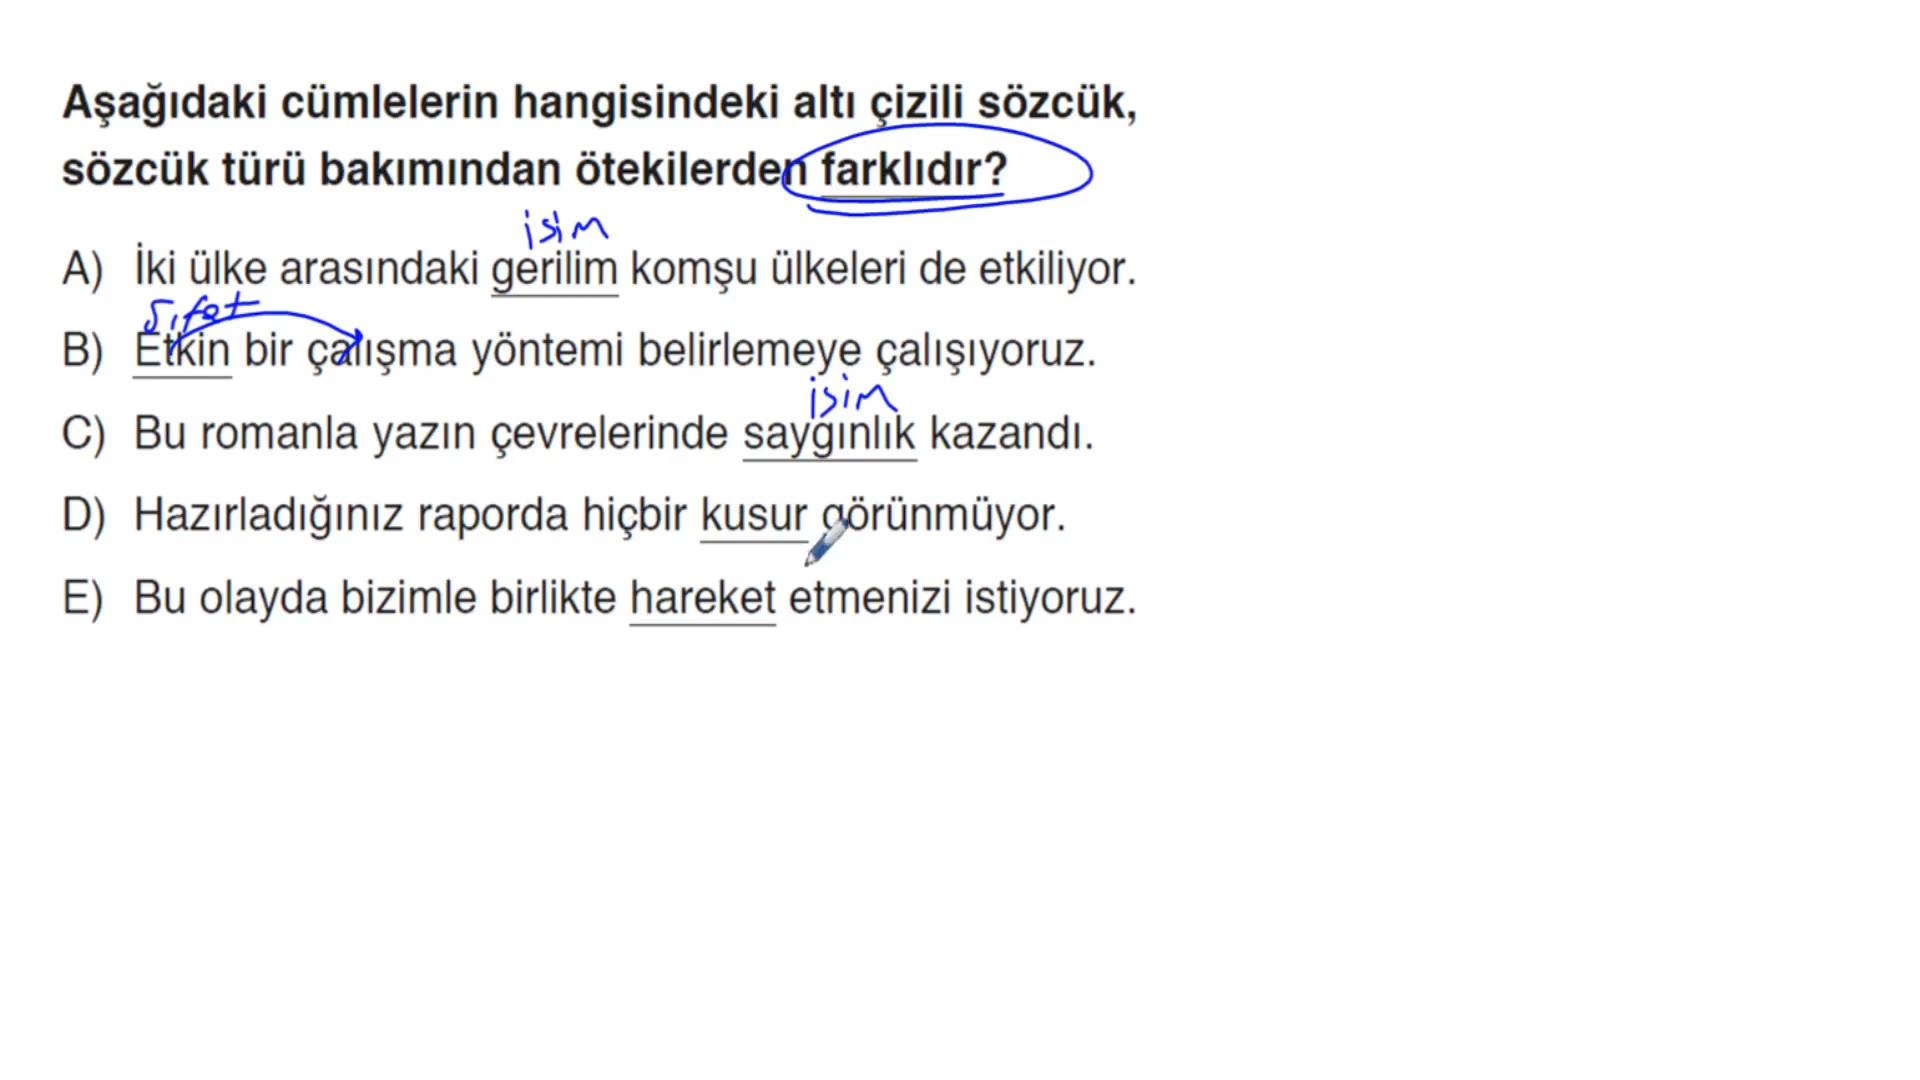 Aşağıdaki cümlelerin hangisindeki altı çizili sözcük,
sözcük türü bakımından ötekilerden farklıdır?
isim
A) İki ülke arasındaki gerilim komşu ülkeleri de etkiliyor.
sıfat
B) Etkin bir çalışma yöntemi belirlemeye çalışıyoruz.
isim
C) Bu romanla yazın çevrelerinde saygınlık kazandı.
D) Hazırladığınız raporda hiçbir kusur görünmüyor.
E) Bu olayda bizimle birlikte hareket etmenizi istiyoruz.